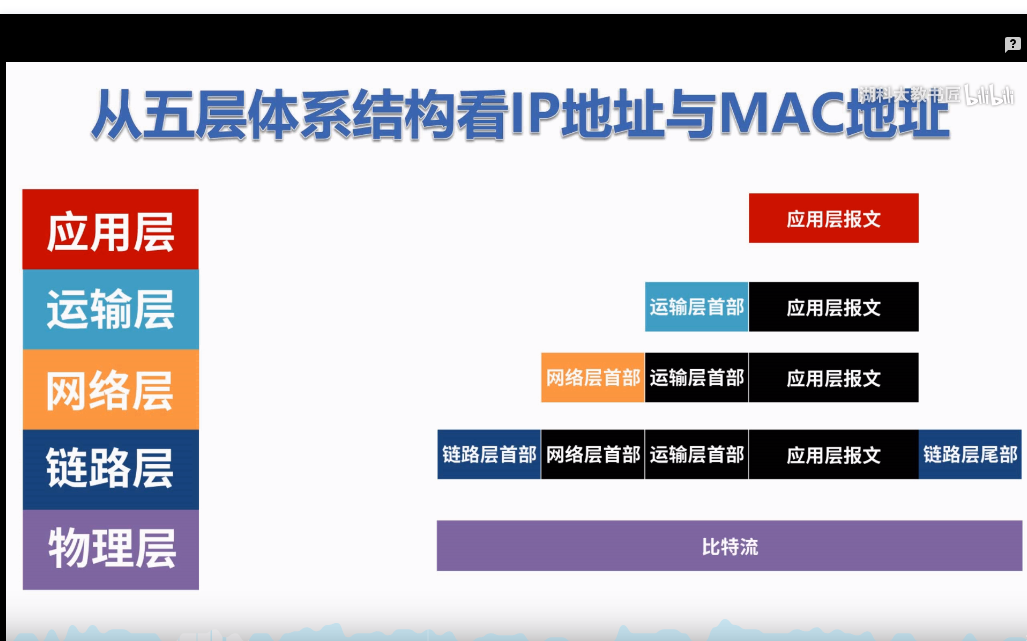 从五层体系结构看IP地址与MAC地址
湖科大教书匠 bilibili
应用层
应用层报文
运输层
运输层首部 应用层报文
网络层
网络层首部 运输层首部 应用层报文
链路层
链路层首部 网络层首部 运输层首部 应用层报文 链路层尾部
物理层
比特流